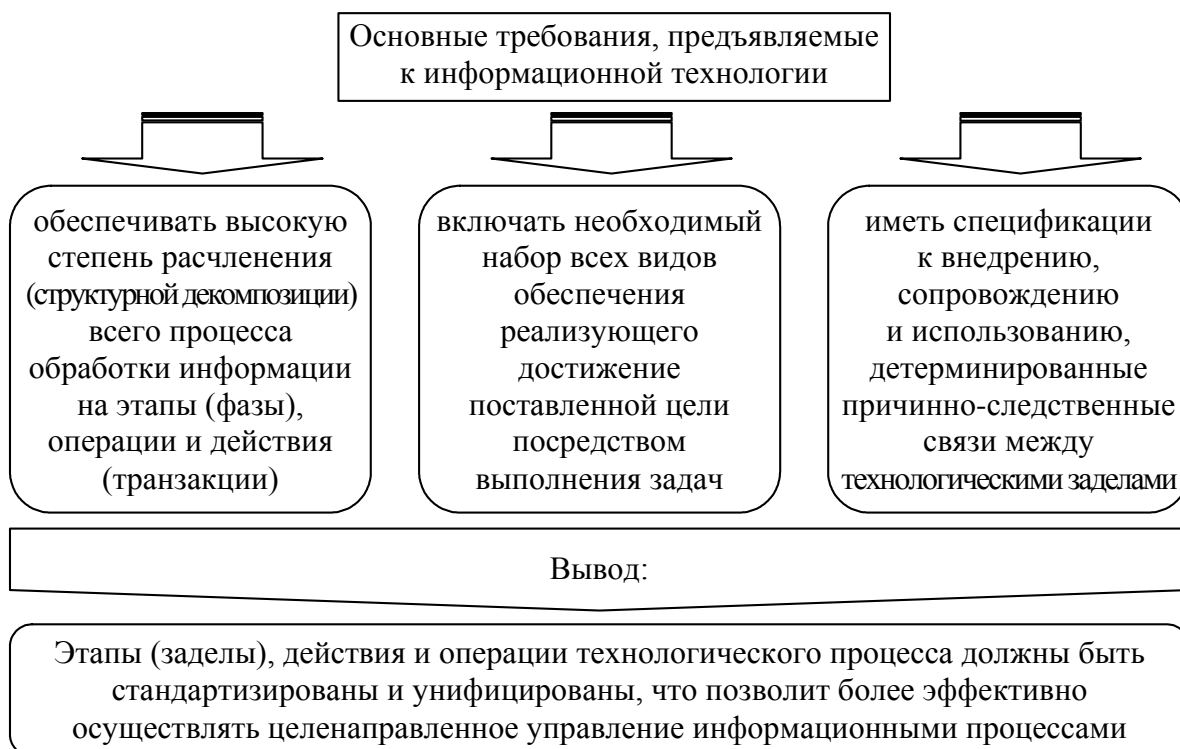 Основные требования, предъявляемые
к информационной технологии
обеспечивать высокую
степень расчленения
(структурной декомпозиции)
всего процесса
обработки информации
на этапы (фазы),
операции и действия
(транзакции)
включать необходимый
набор всех видов
обеспечения
реализующего
достижение
поставленной цели
посредством
выполнения задач
иметь спецификации
к внедрению,
сопровождению
и использованию,
детерминированные
причинно-следственные
связи между
технологическими заделами
Вывод:
Этапы (заделы), действия и операции технологического процесса должны быть
стандартизированы и унифицированы, что позволит более эффективно
осуществлять целенаправленное управление информационными процессами